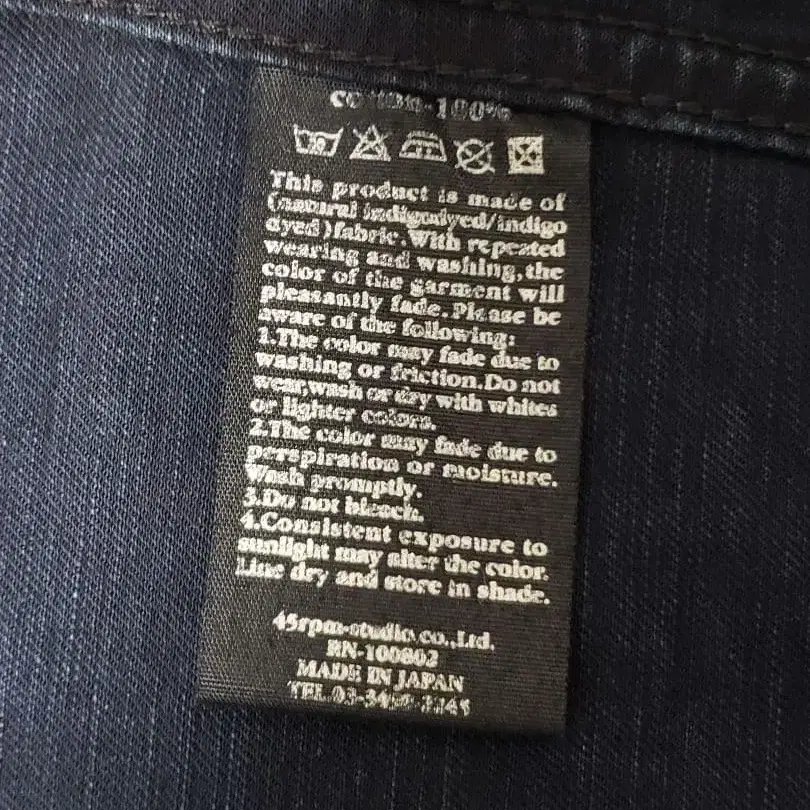 cotton-100%
This product is made of
(natural indigodyed/indigo
dyed)fabric.With repeated
wearing and washing,the
color of the garment will
pleasantly fade.Please be
aware of the following:
1.The color may fade due to
washing or friction.Do not
wear,wash or dry with whites
or lighter colors.
2.The color may fade due to
perspiration or moisture.
Wash promptly.
3.Do not bleach.
4.Consistent exposure to
sunlight may alter the color.
Line dry and store in shade.
45rpm-studio co.,Ltd.
RN-100802
MADE IN JAPAN